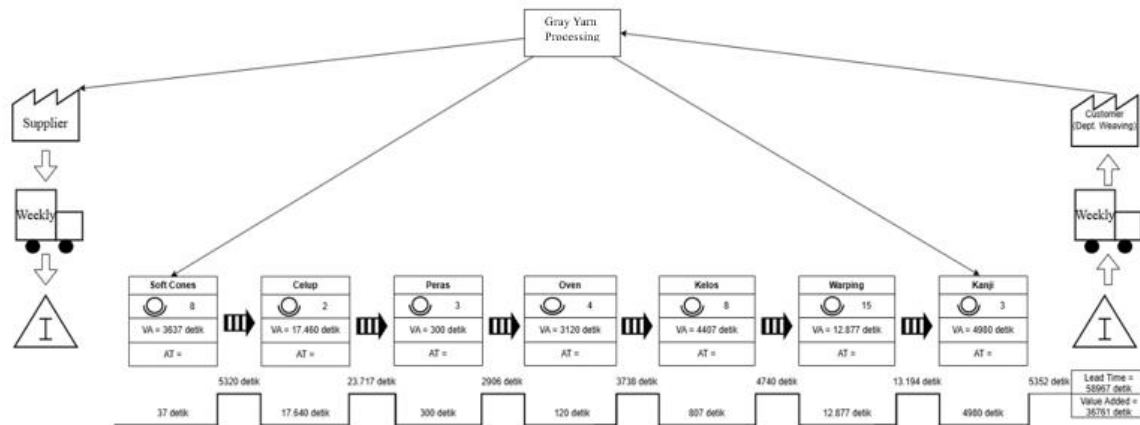 Gray Yarn
Processing
Supplier
Customer
(Dept. Weaving)
Weekly
Weekly
I
I
Soft Cones
8
VA = 3637 detik
AT =
Celup
2
VA = 17.460 detik
AT =
Peras
3
VA = 300 detik
AT =
Oven
4
VA = 3120 detik
AT =
Kelos
8
VA = 4407 detik
AT =
Warping
15
VA = 12.877 detik
AT =
Kanji
3
VA = 4980 detik
AT =
5320 detik
23.717 detik
2906 detik
3738 detik
4740 detik
13.194 detik
5352 detik
37 detik
17.640 detik
300 detik
120 detik
807 detik
12.877 detik
4980 detik
Lead Time =
58967 detik
Value Added =
36761 detik